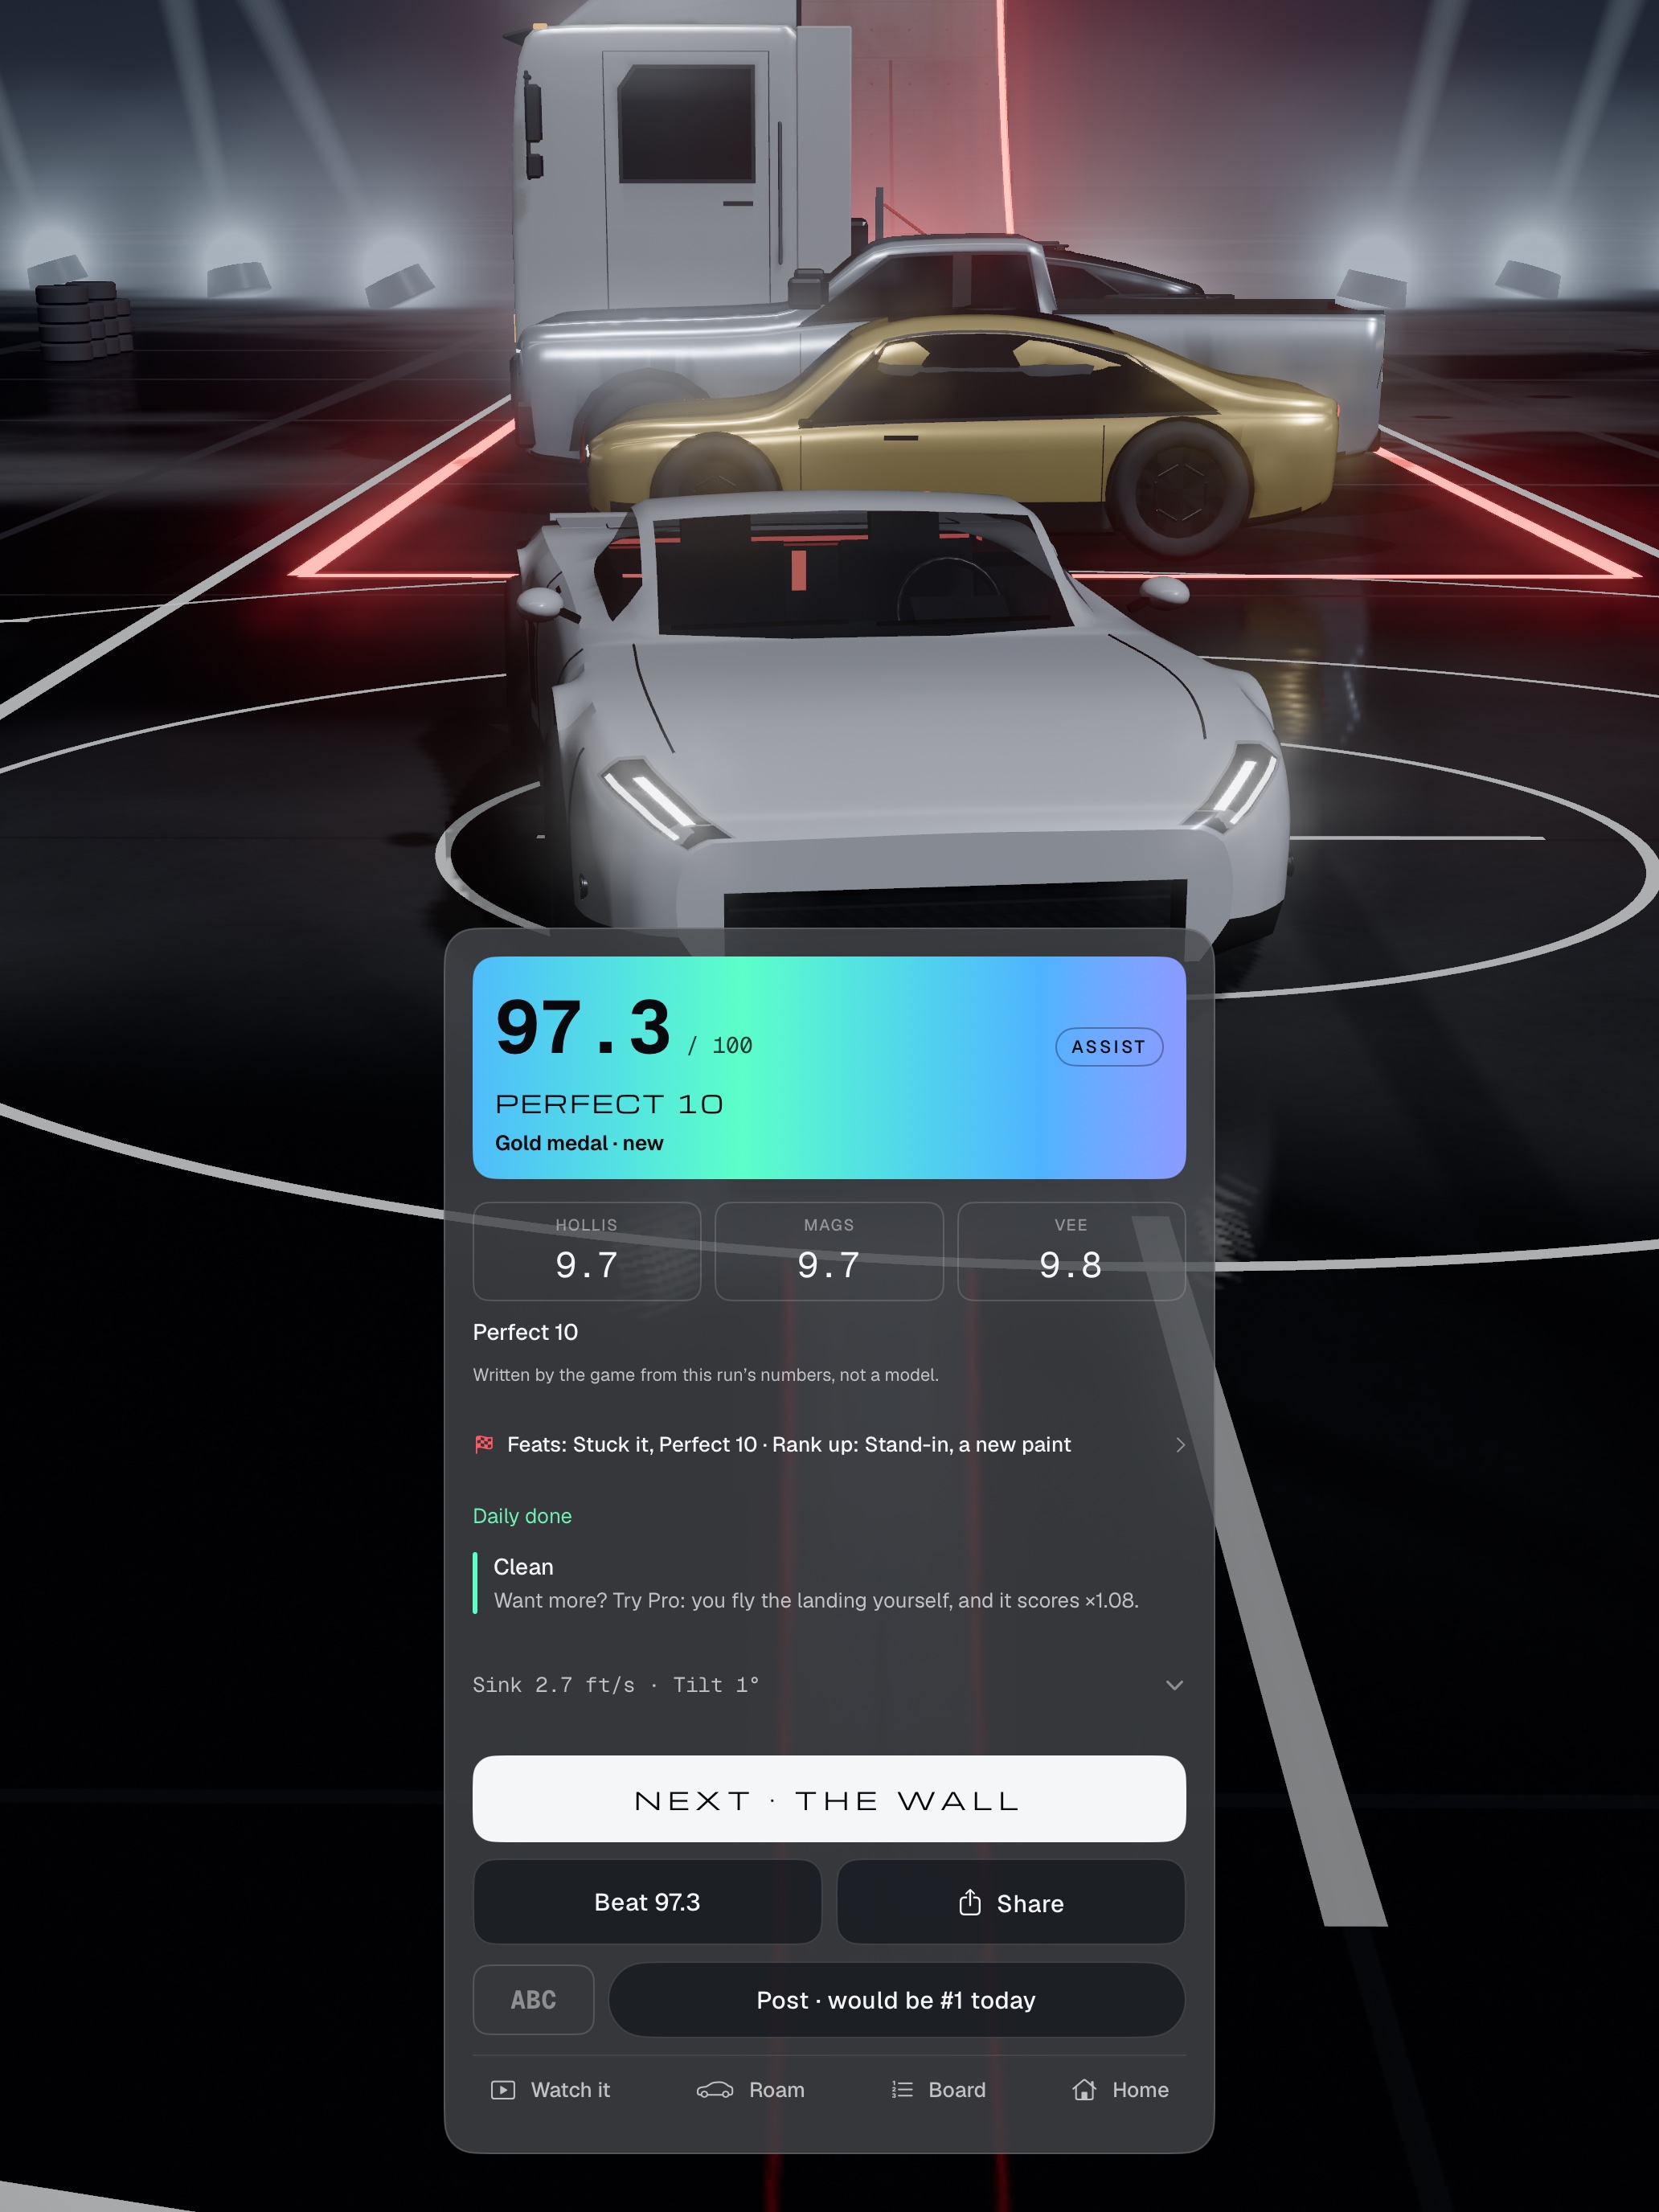 97.3 / 100
ASSIST
PERFECT 10
Gold medal · new
HOLLIS
9.7
MAGS
9.7
VEE
9.8
Perfect 10
Written by the game from this run’s numbers, not a model.
Feats: Stuck it, Perfect 10 · Rank up: Stand-in, a new paint
Daily done
Clean
Want more? Try Pro: you fly the landing yourself, and it scores ×1.08.
Sink 2.7 ft/s · Tilt 1°
NEXT · THE WALL
Beat 97.3
Share
ABC
Post · would be #1 today
Watch it
Roam
Board
Home